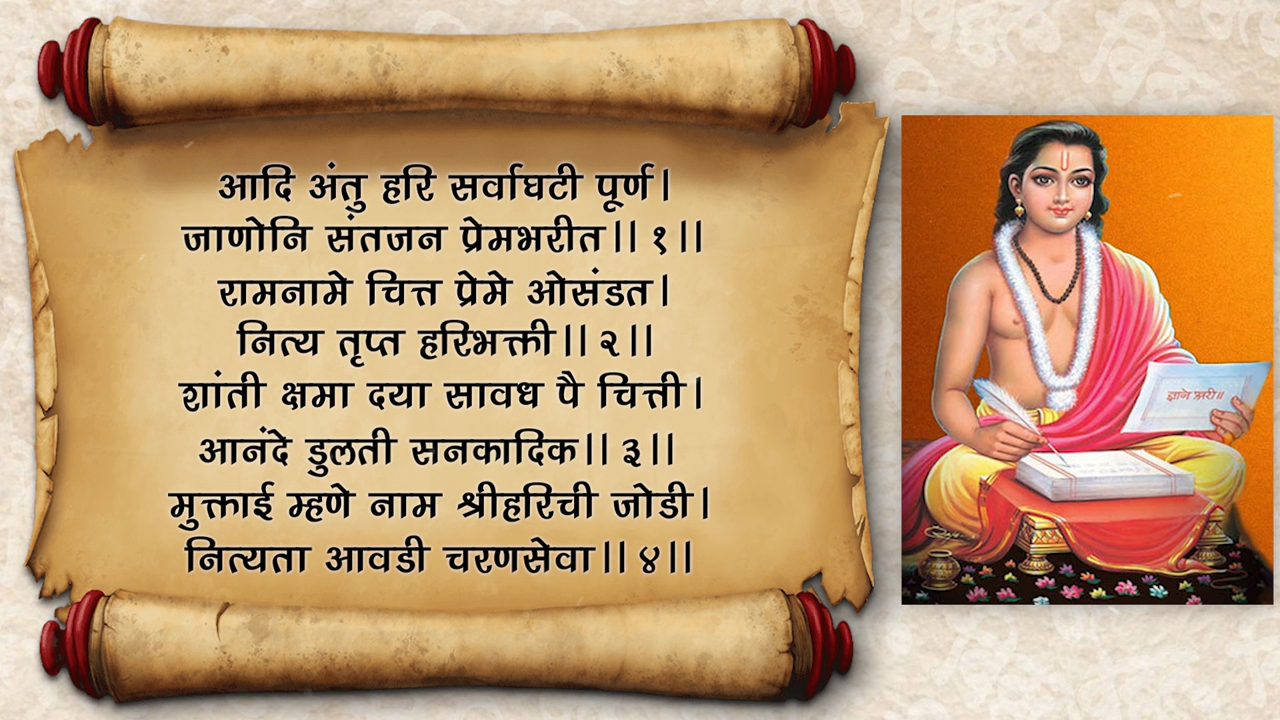 आदि अंतु हरि सर्वाघटी पूर्ण।
जाणोनि संतजन प्रेमभरीत।। १।।
रामनामे चित्त प्रेमे ओसंडत।
नित्य तृप्त हरिभक्ती।। २।।
शांती क्षमा दया सावध पै चित्ती।
आनंदे डुलती सनकादिक।। ३।।
मुक्ताई म्हणे नाम श्रीहरिची जोडी।
नित्यता आवडी चरणसेवा।। ४।।